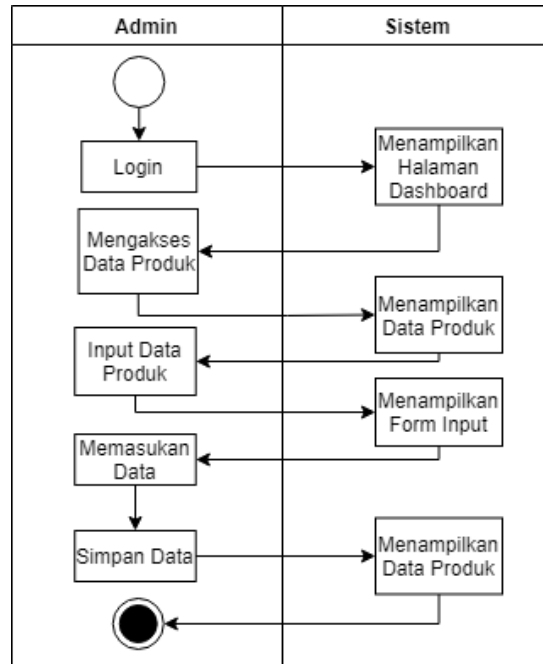 Admin
Sistem
Login
Menampilkan
Halaman
Dashboard
Mengakses
Data Produk
Menampilkan
Data Produk
Input Data
Produk
Menampilkan
Form Input
Memasukan
Data
Simpan Data
Menampilkan
Data Produk